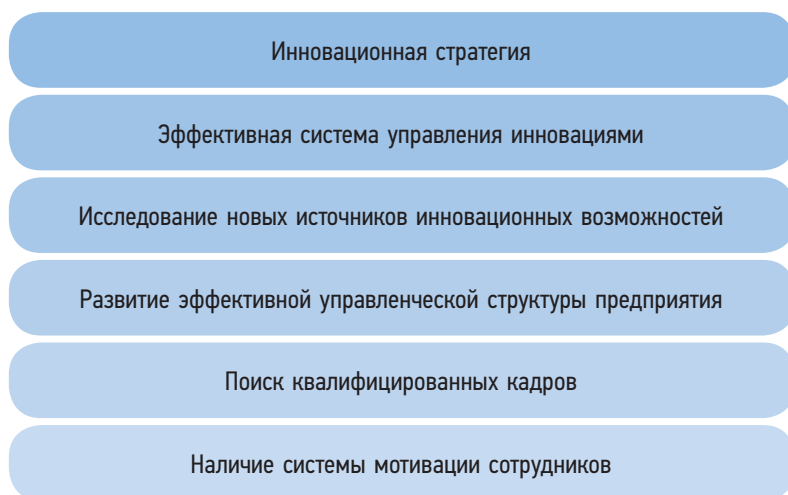 Инновационная стратегия
Эффективная система управления инновациями
Исследование новых источников инновационных возможностей
Развитие эффективной управленческой структуры предприятия
Поиск квалифицированных кадров
Наличие системы мотивации сотрудников